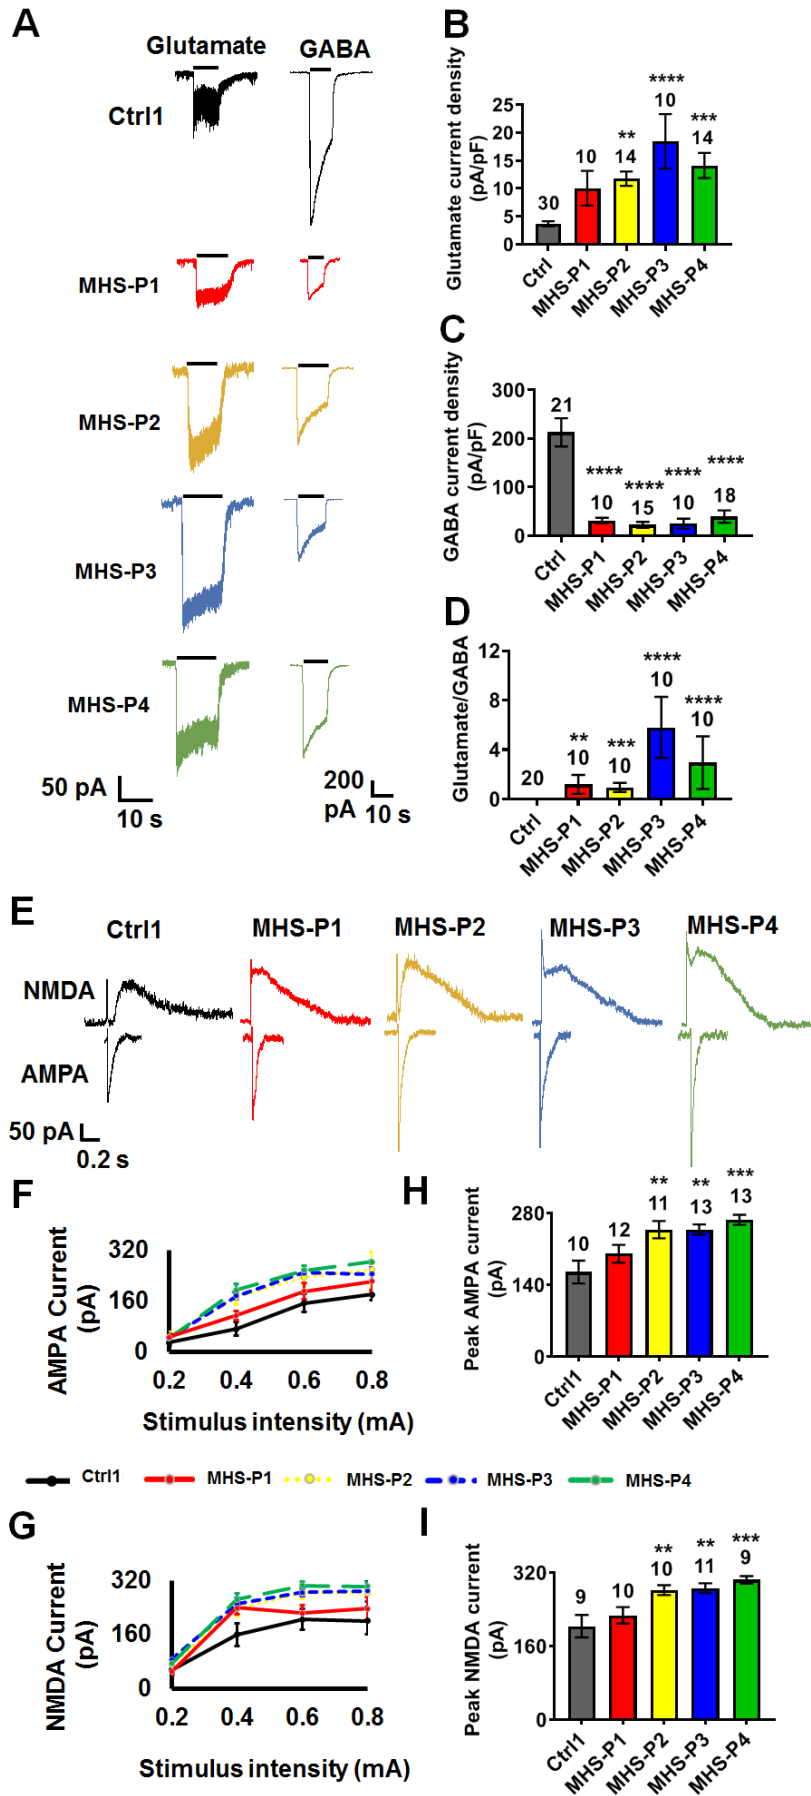 A
Glutamate GABA
Ctrl1
MHS-P1
MHS-P2
MHS-P3
MHS-P4
50 pA
10 s
200
pA
10 s
B
Glutamate current density
(pA/pF)
25
20
15
10
5
0
30
10
**
14
****
10
***
14
Ctrl
MHS-P1
MHS-P2
MHS-P3
MHS-P4
C
GABA current density
(pA/pF)
300
200
100
0
21
****
10
****
15
****
10
****
18
Ctrl
MHS-P1
MHS-P2
MHS-P3
MHS-P4
D
Glutamate/GABA
12
8
4
0
20
**
10
***
10
****
10
****
10
Ctrl
MHS-P1
MHS-P2
MHS-P3
MHS-P4
E
Ctrl1 MHS-P1 MHS-P2 MHS-P3 MHS-P4
NMDA
AMPA
50 pA
0.2 s
F
AMPA Current
(pA)
320
160
0
0.2 0.4 0.6 0.8
Stimulus intensity (mA)
H
Peak AMPA current
(pA)
280
140
0
10
12
**
11
**
13
***
13
Ctrl1
MHS-P1
MHS-P2
MHS-P3
MHS-P4
Ctrl1 MHS-P1 MHS-P2 MHS-P3 MHS-P4
G
NMDA Current
(pA)
320
160
0
0.2 0.4 0.6 0.8
Stimulus intensity (mA)
I
Peak NMDA current
(pA)
320
160
0
9
10
**
10
**
11
***
9
Ctrl1
MHS-P1
MHS-P2
MHS-P3
MHS-P4